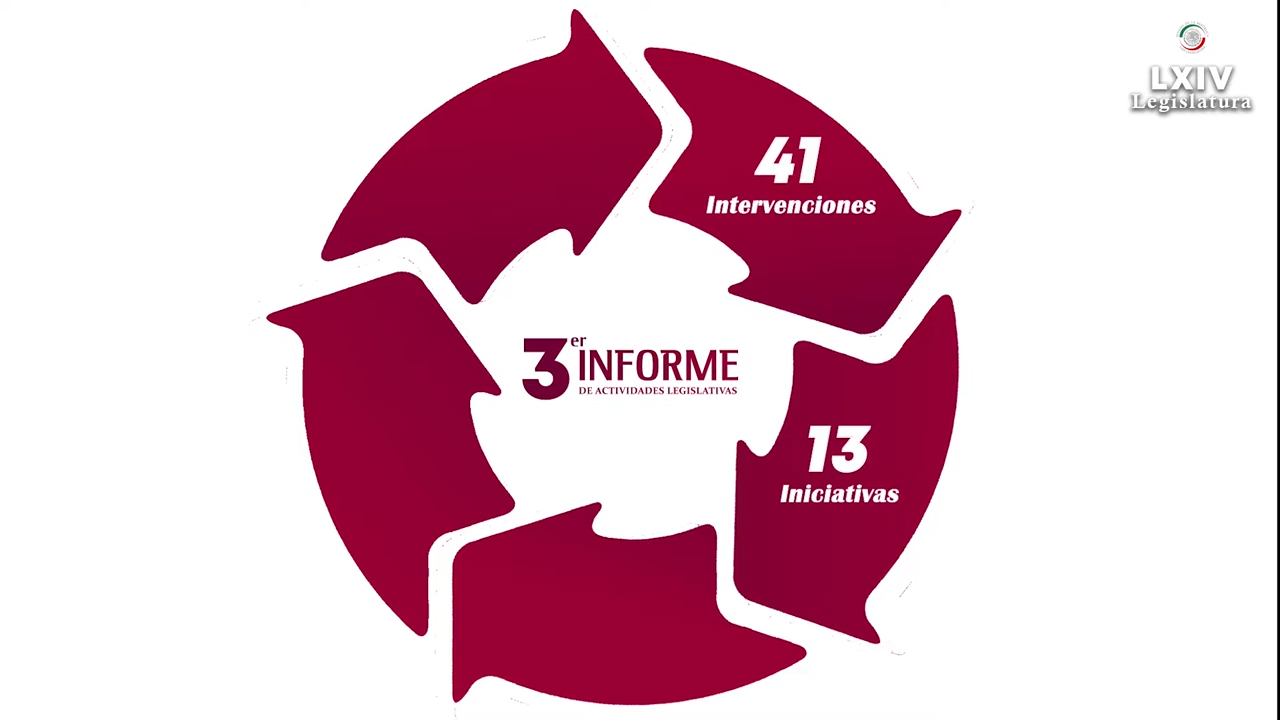 LXIV
Legislatura
41
Intervenciones
3er INFORME
DE ACTIVIDADES LEGISLATIVAS
13
Iniciativas